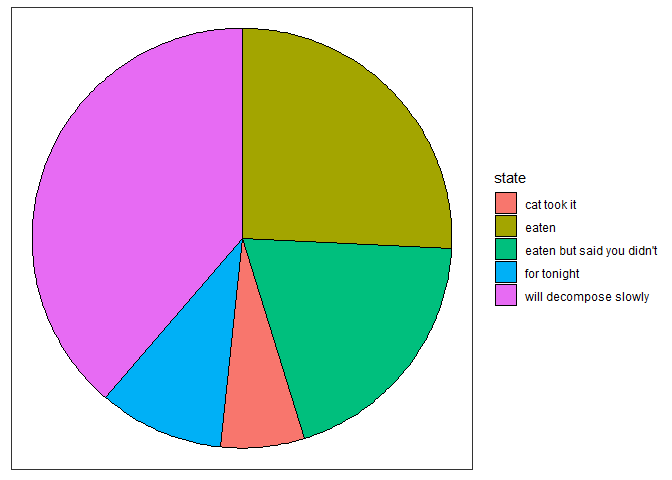 state
cat took it
eaten
eaten but said you didn't
for tonight
will decompose slowly